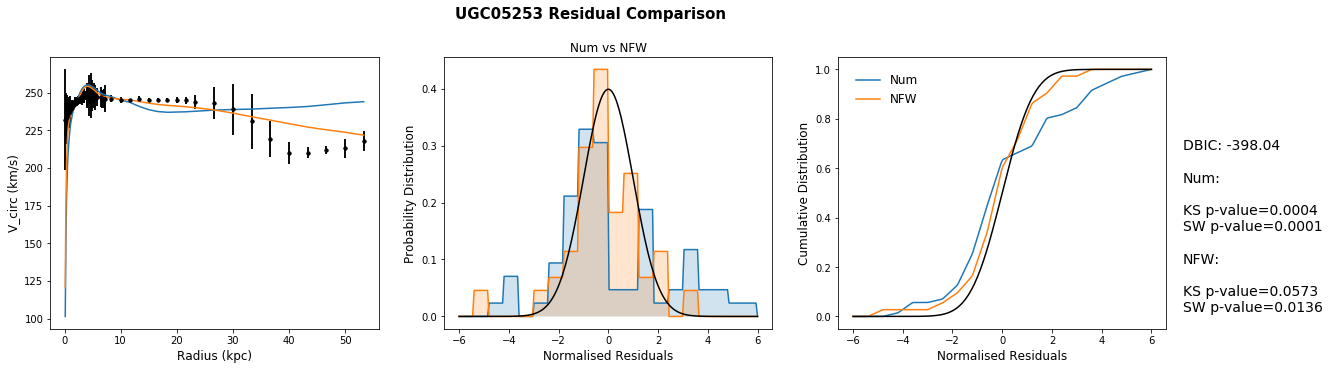 UGC05253 Residual Comparison
V_circ (km/s)
250
225
200
175
150
125
100
0 10 20 30 40 50
Radius (kpc)
Num vs NFW
Probability Distribution
0.4
0.3
0.2
0.1
0.0
−6 −4 −2 0 2 4 6
Normalised Residuals
Cumulative Distribution
1.0
0.8
0.6
0.4
0.2
0.0
Num
NFW
−6 −4 −2 0 2 4 6
Normalised Residuals
DBIC: -398.04
Num:
KS p-value=0.0004
SW p-value=0.0001
NFW:
KS p-value=0.0573
SW p-value=0.0136